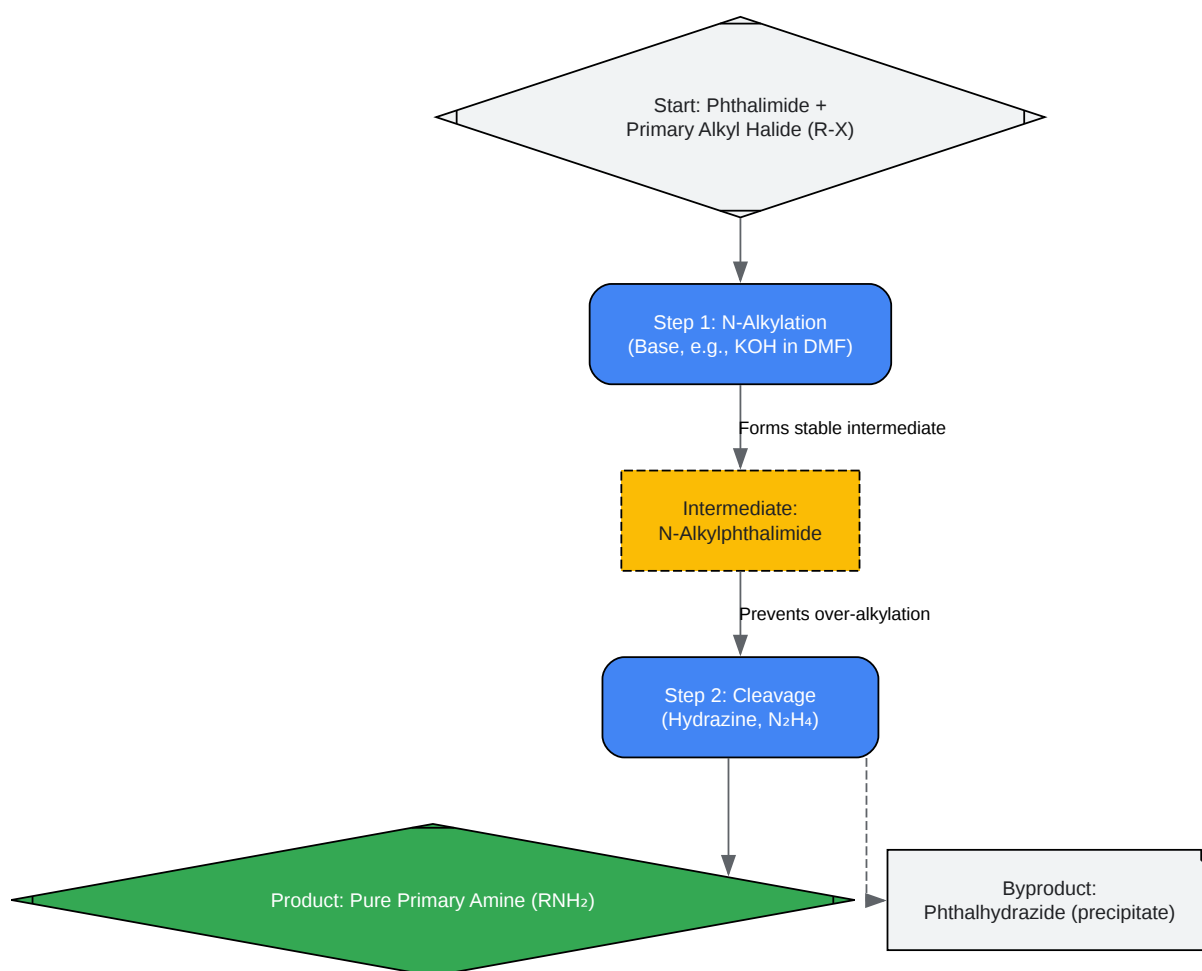 Start: Phthalimide +
Primary Alkyl Halide (R-X)
Step 1: N-Alkylation
(Base, e.g., KOH in DMF)
Forms stable intermediate
Intermediate:
N-Alkylphthalimide
Prevents over-alkylation
Step 2: Cleavage
(Hydrazine, N₂H₄)
Product: Pure Primary Amine (RNH₂)
Byproduct:
Phthalhydrazide (precipitate)